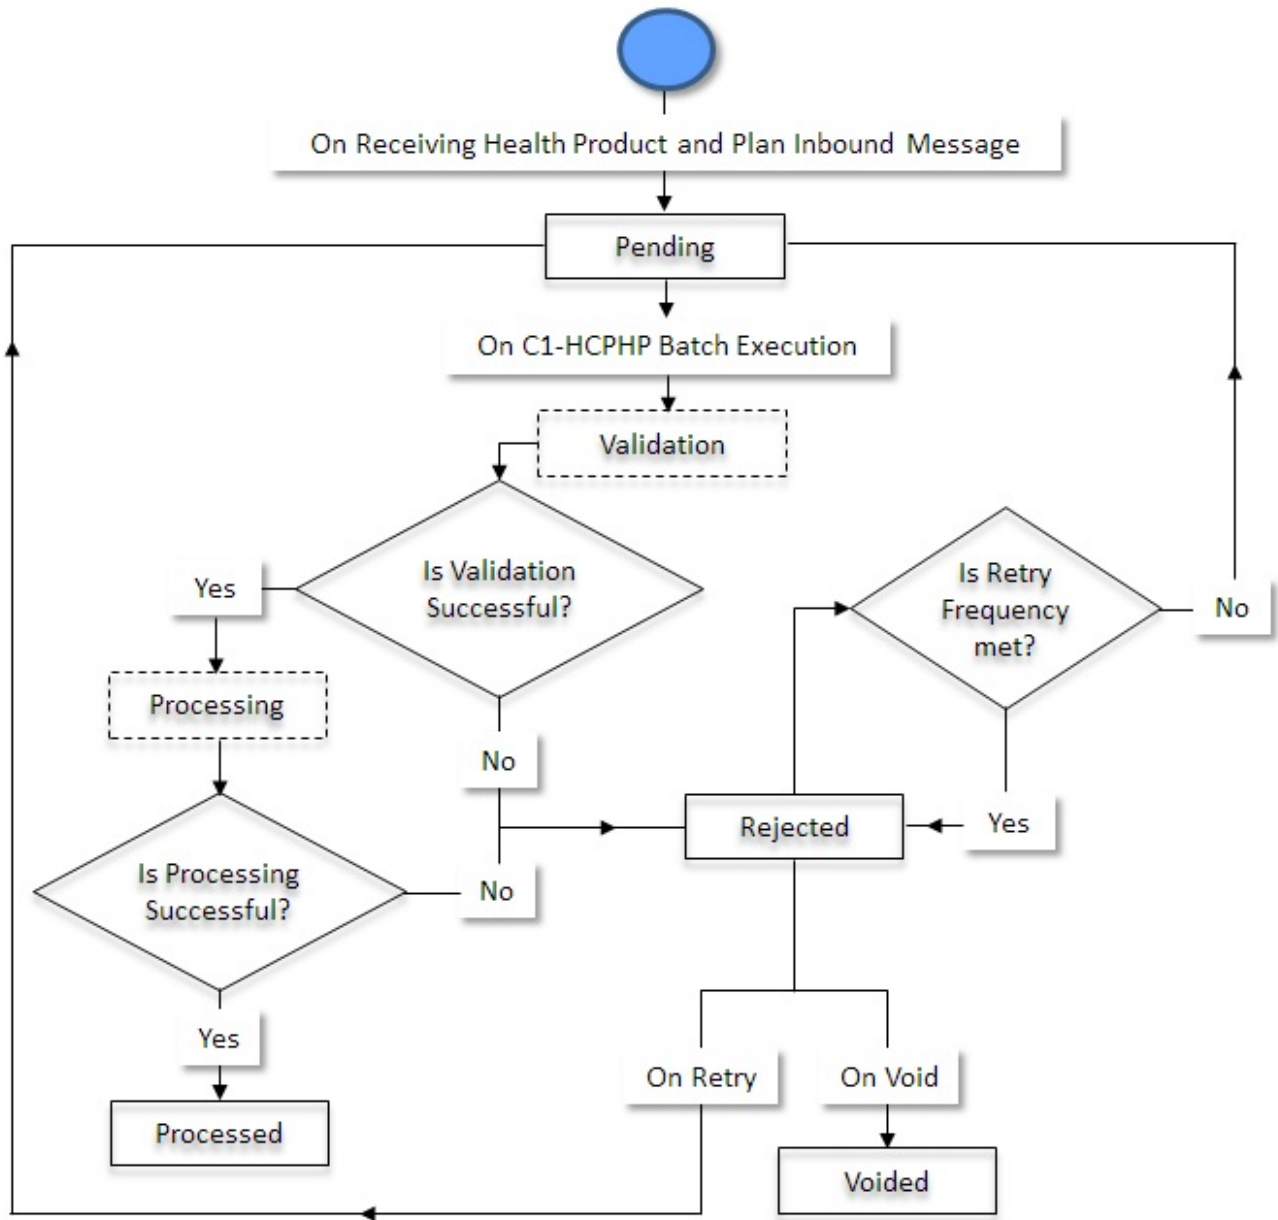 On Receiving Health Product and Plan Inbound Message
Pending
On C1-HCPHP Batch Execution
Validation
Is Validation
Successful?
Yes
Is Retry
Frequency
met?
No
Processing
No
Rejected
Yes
Is Processing
Successful?
No
Yes
On Retry
On Void
Processed
Voided